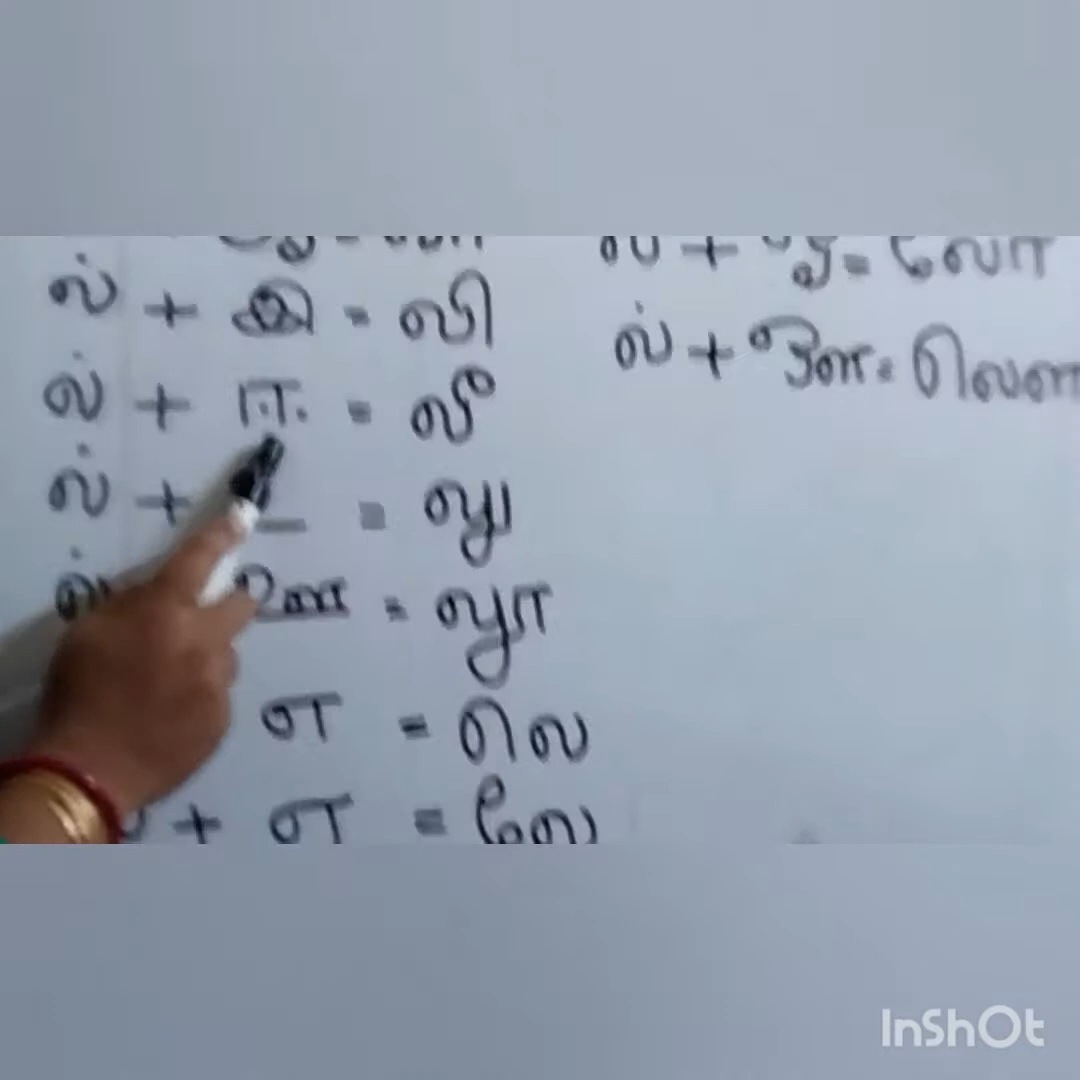 ல் + இ = லி
ல் + ஈ = லீ
ல் + = லு
ல் ஊ = லூ
எ = லெ
+ எ = லே
ல் + ஓ = லோ
ல் + ஔ = லௌ
InShOt